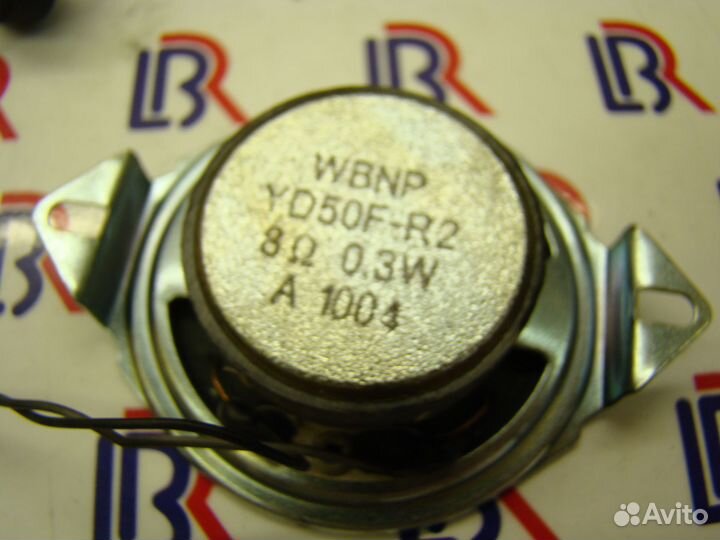 WBNP
YD50F-R2
8Ω 0.3W
A 1004
Avito